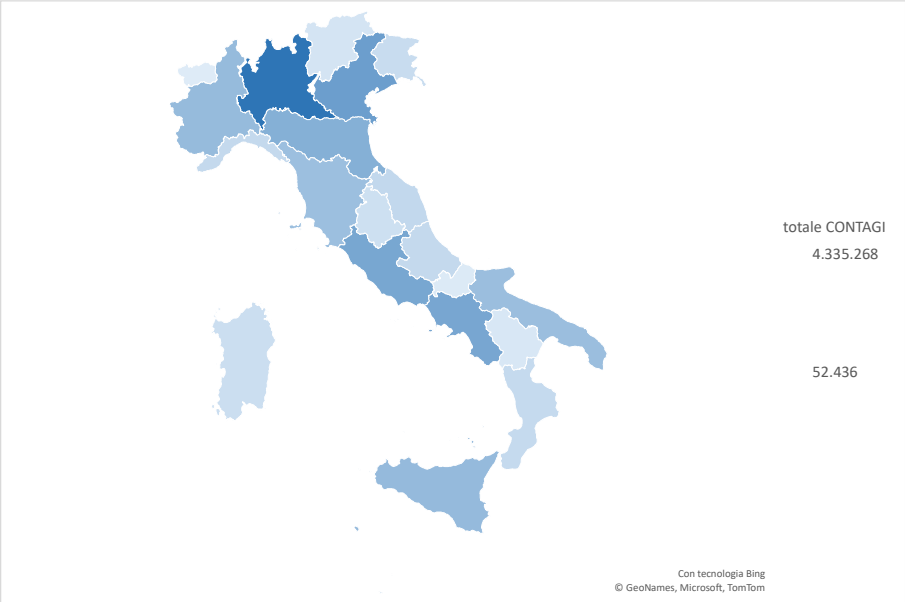 totale CONTAGI
4.335.268
52.436
Con tecnologia Bing
© GeoNames, Microsoft, TomTom